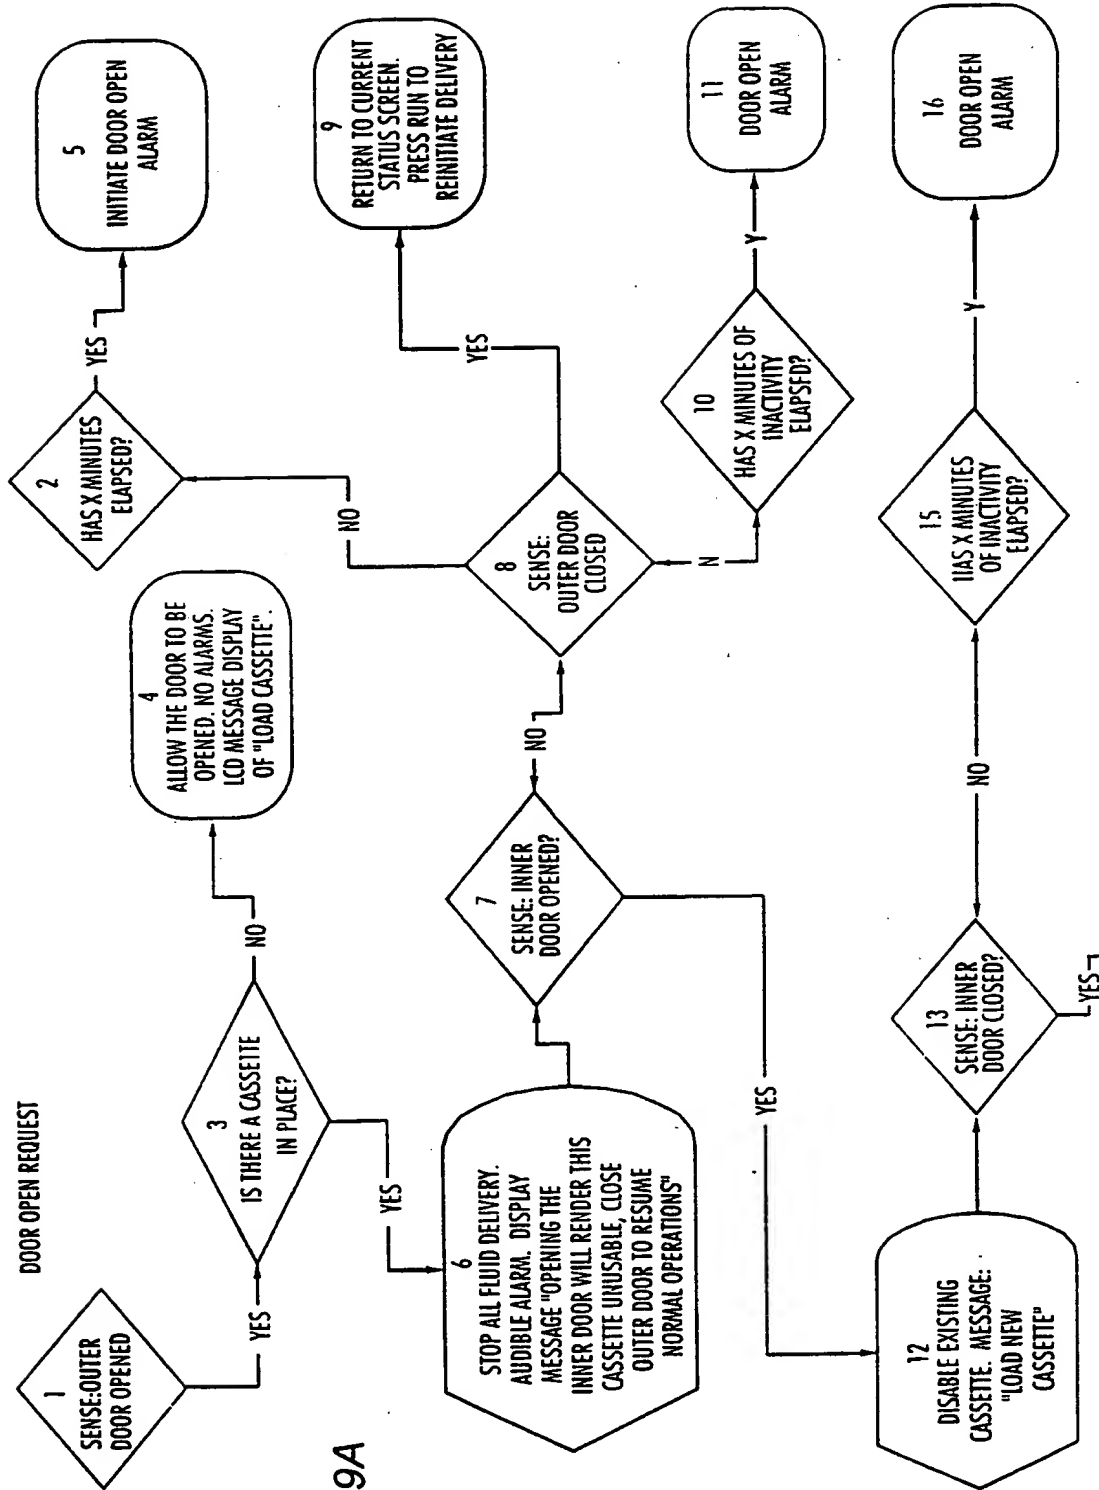 DOOR OPEN REQUEST
1
SENSE:OUTER
DOOR OPENED
YES
3
IS THERE A CASSETTE
IN PLACE?
NO
4
ALLOW THE DOOR TO BE
OPENED. NO ALARMS.
LCD MESSAGE DISPLAY
OF "LOAD CASSETTE".
2
HAS X MINUTES
ELAPSED?
YES
5
INITIATE DOOR OPEN
ALARM
YES
6
STOP ALL FLUID DELIVERY.
AUDIBLE ALARM. DISPLAY
MESSAGE "OPENING THE
INNER DOOR WILL RENDER THIS
CASSETTE UNUSABLE, CLOSE
OUTER DOOR TO RESUME
NORMAL OPERATIONS"
7
SENSE: INNER
DOOR OPENED?
NO
8
SENSE:
OUTER DOOR
CLOSED
NO
YES
9
RETURN TO CURRENT
STATUS SCREEN.
PRESS RUN TO
REINITIATE DELIVERY
N
10
HAS X MINUTES OF
INACTIVITY
ELAPSED?
Y
11
DOOR OPEN
ALARM
YES
12
DISABLE EXISTING
CASSETTE. MESSAGE:
"LOAD NEW
CASSETTE"
13
SENSE: INNER
DOOR CLOSED?
YES
NO
15
HAS X MINUTES
OF INACTIVITY
ELAPSED?
Y
16
DOOR OPEN
ALARM
9A